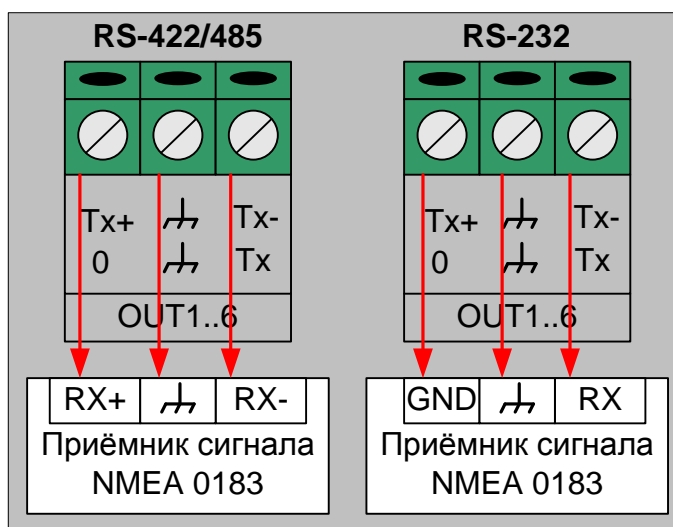 RS-422/485
Tx+ Tx-
0 Tx
OUT1..6
RX+ RX-
Приёмник сигнала
NMEA 0183
RS-232
Tx+ Tx-
0 Tx
OUT1..6
GND RX
Приёмник сигнала
NMEA 0183